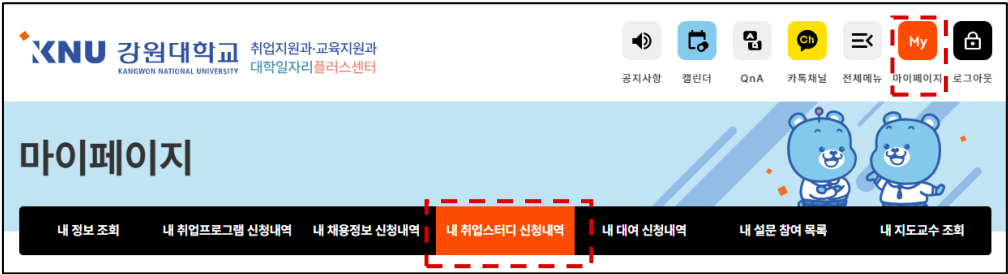 KNU 강원대학교
KANGWON NATIONAL UNIVERSITY
취업지원과·교육지원과
대학일자리플러스센터
Ch
My
공지사항 캘린더 QnA 카톡채널 전체메뉴 마이페이지 로그아웃
마이페이지
내 정보 조회 내 취업프로그램 신청내역 내 채용정보 신청내역 내 취업스터디 신청내역 내 대여 신청내역 내 설문 참여 목록 내 지도교수 조회